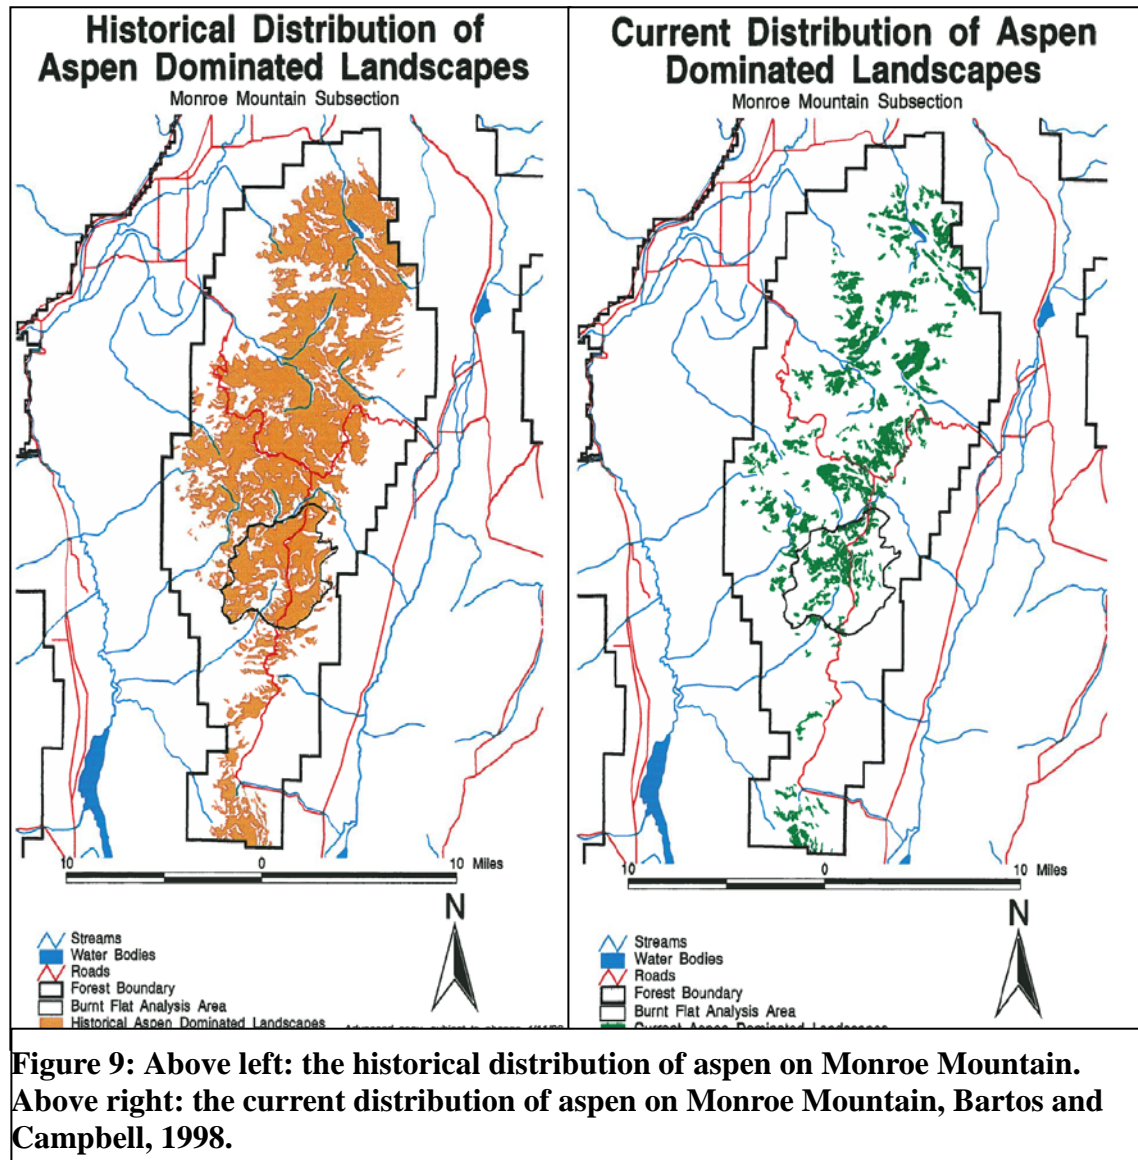 Historical Distribution of
Aspen Dominated Landscapes
Monroe Mountain Subsection
10 0 10 Miles
N
Streams
Water Bodies
Roads
Forest Boundary
Burnt Flat Analysis Area
Historical Aspen Dominated Landscapes
Current Distribution of Aspen
Dominated Landscapes
Monroe Mountain Subsection
10 0 10 Miles
N
Streams
Water Bodies
Roads
Forest Boundary
Burnt Flat Analysis Area
Current Aspen Dominated Landscapes
Figure 9: Above left: the historical distribution of aspen on Monroe Mountain.
Above right: the current distribution of aspen on Monroe Mountain, Bartos and
Campbell, 1998.